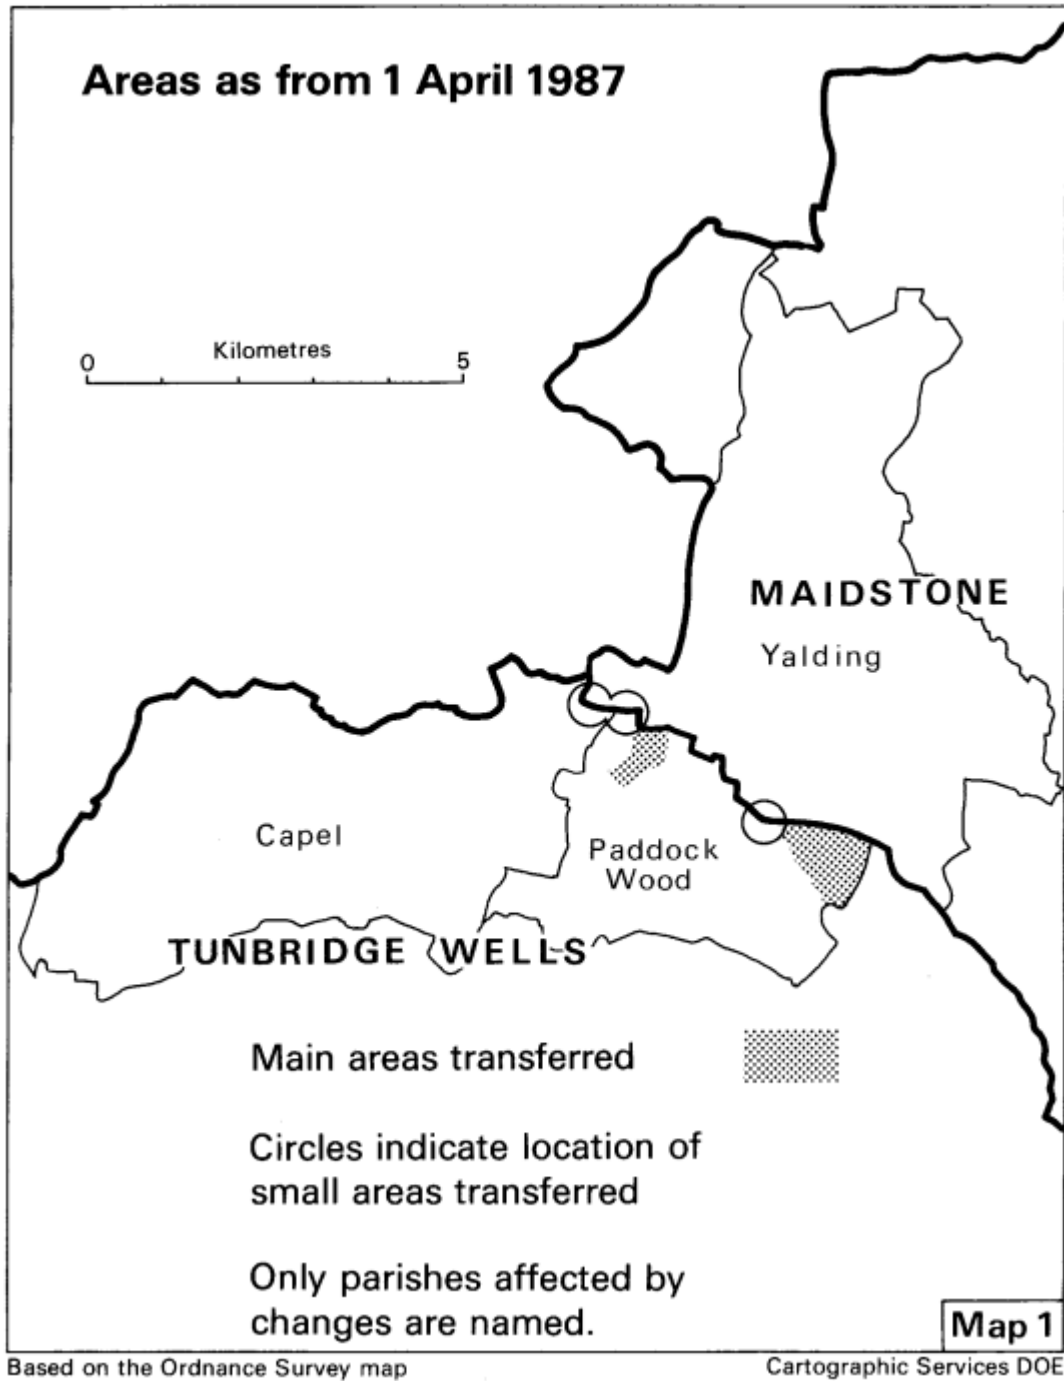 Areas as from 1 April 1987
Kilometres
0 5
MAIDSTONE
Yalding
Capel
Paddock
Wood
TUNBRIDGE WELLS
Main areas transferred
Circles indicate location of
small areas transferred
Only parishes affected by
changes are named.
Map 1
Based on the Ordnance Survey map
Cartographic Services DOE